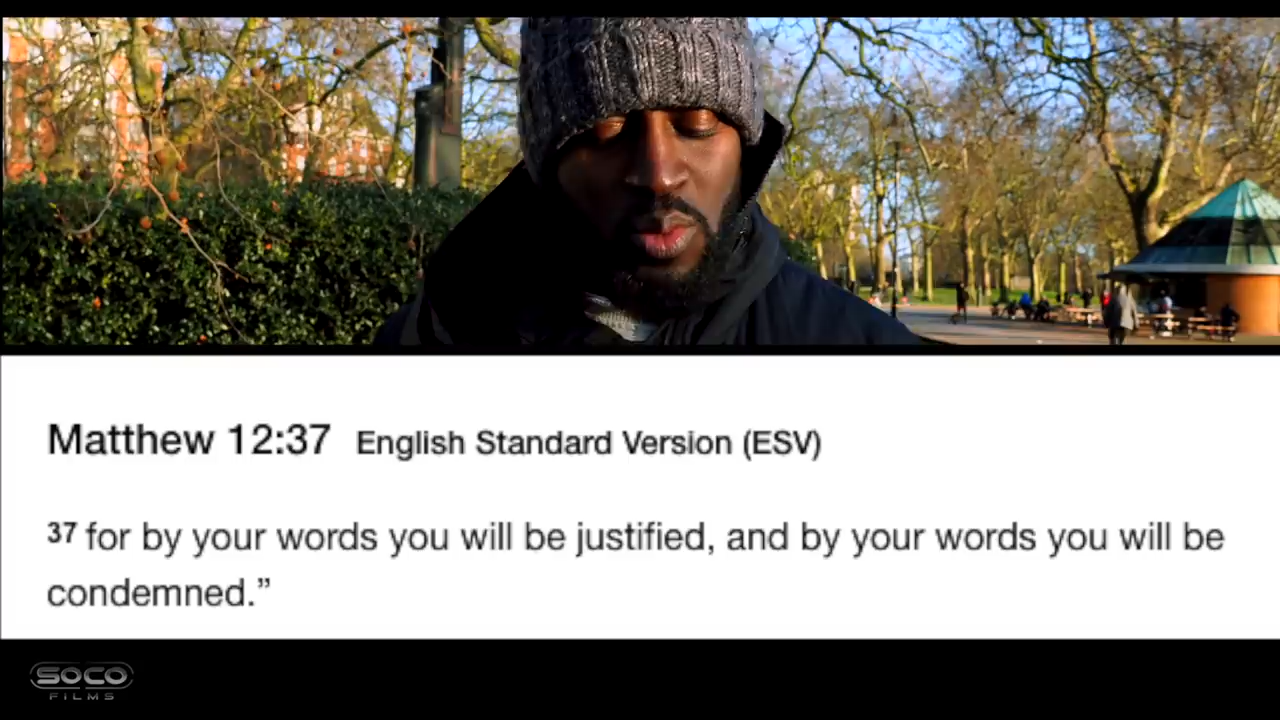 Matthew 12:37 English Standard Version (ESV)
37 for by your words you will be justified, and by your words you will be
condemned.”
SOCO
FILMS